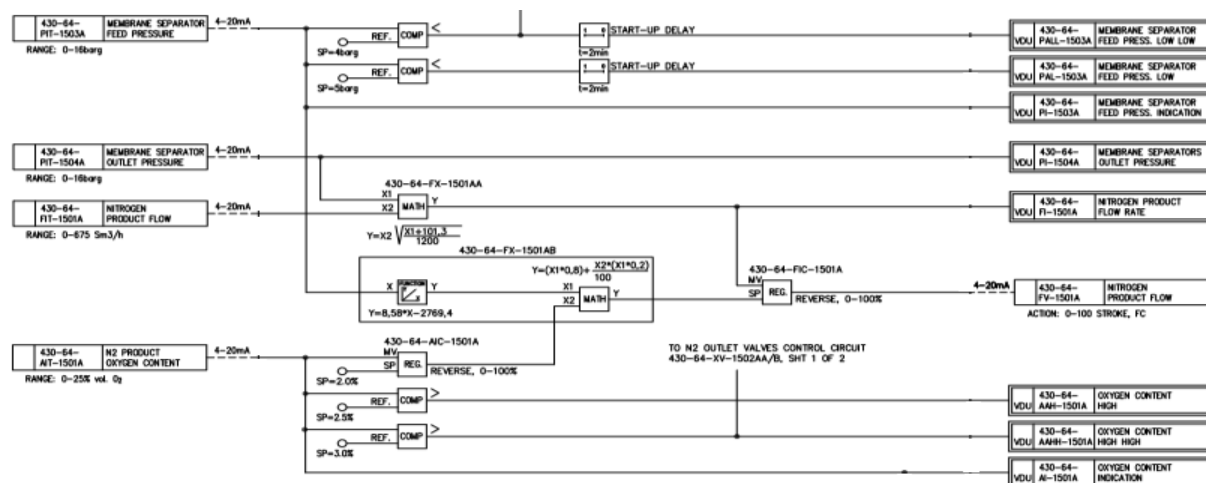 430-64-
PIT-1503A
MEMBRANE SEPARATOR
FEED PRESSURE
4-20mA
RANGE: 0-16barg
REF.
COMP
<
SP=4barg
1 0
START-UP DELAY
t=2min
VDU
430-64-
PALL-1503A
MEMBRANE SEPARATOR
FEED PRESS. LOW LOW
REF.
COMP
<
SP=5barg
1 0
START-UP DELAY
t=2min
VDU
430-64-
PAL-1503A
MEMBRANE SEPARATOR
FEED PRESS. LOW
VDU
430-64-
PI-1503A
MEMBRANE SEPARATOR
FEED PRESS. INDICATION
430-64-
PIT-1504A
MEMBRANE SEPARATOR
OUTLET PRESSURE
4-20mA
RANGE: 0-16barg
VDU
430-64-
PI-1504A
MEMBRANE SEPARATORS
OUTLET PRESSURE
430-64-FX-1501AA
X1
X2
MATH
Y
430-64-
FIT-1501A
NITROGEN
PRODUCT FLOW
4-20mA
RANGE: 0-675 Sm3/h
VDU
430-64-
FI-1501A
NITROGEN PRODUCT
FLOW RATE
Y=X2 √(X1+101,3
1200
430-64-FX-1501AB
Y=(X1*0,8)+ X2*(X1*0,2)
100
X
FUNCTION
Y
X1
X2
MATH
Y
Y=8,58*X-2769,4
430-64-FIC-1501A
MV
SP
REG.
REVERSE, 0-100%
4-20mA
430-64-
FV-1501A
NITROGEN
PRODUCT FLOW
ACTION: 0-100 STROKE, FC
430-64-
AIT-1501A
N2 PRODUCT
OXYGEN CONTENT
4-20mA
RANGE: 0-25% vol. O2
430-64-AIC-1501A
MV
SP
REG.
REVERSE, 0-100%
SP=2.0%
TO N2 OUTLET VALVES CONTROL CIRCUIT
430-64-XV-1502AA/B, SHT 1 OF 2
REF.
COMP
>
SP=2.5%
VDU
430-64-
AAH-1501A
OXYGEN CONTENT
HIGH
REF.
COMP
>
SP=3.0%
VDU
430-64-
AAHH-1501A
OXYGEN CONTENT
HIGH HIGH
VDU
430-64-
AI-1501A
OXYGEN CONTENT
INDICATION